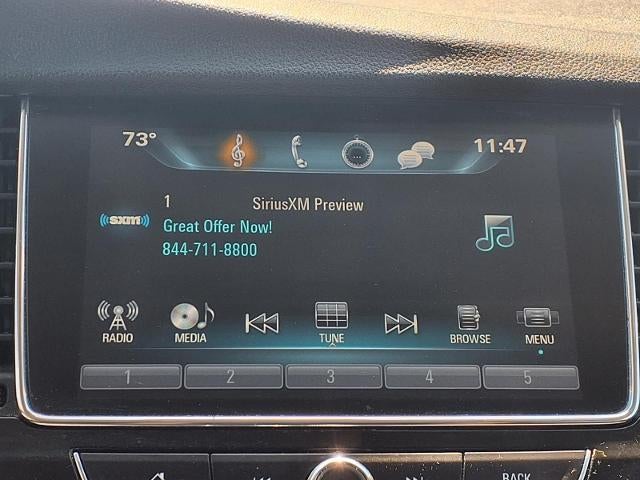 73° 11:47
1 SiriusXM Preview
((sxm))
Great Offer Now!
844-711-8800
RADIO MEDIA TUNE BROWSE MENU
1 2 3 4 5
BACK